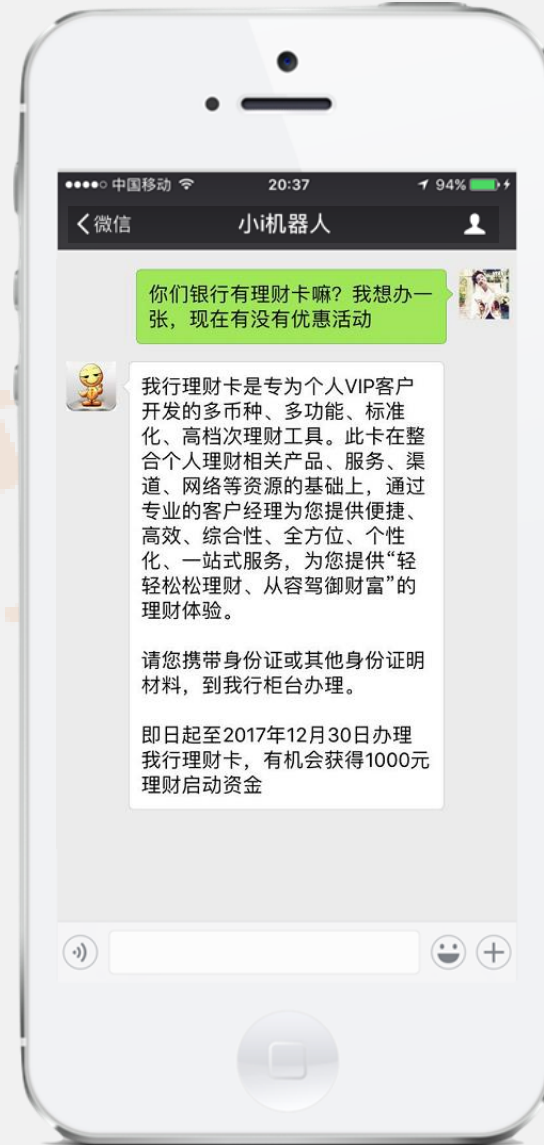 中国移动 20:37 94%
微信 小i机器人
你们银行有理财卡嘛？我想办一
张，现在有没有优惠活动
我行理财卡是专为个人VIP客户
开发的多币种、多功能、标准
化、高档次理财工具。此卡在整
合个人理财相关产品、服务、渠
道、网络等资源的基础上，通过
专业的客户经理为您提供便捷、
高效、综合性、全方位、个性
化、一站式服务，为您提供“轻
轻松松理财、从容驾御财富”的
理财体验。
请您携带身份证或其他身份证明
材料，到我行柜台办理。
即日起至2017年12月30日办理
我行理财卡，有机会获得1000元
理财启动资金